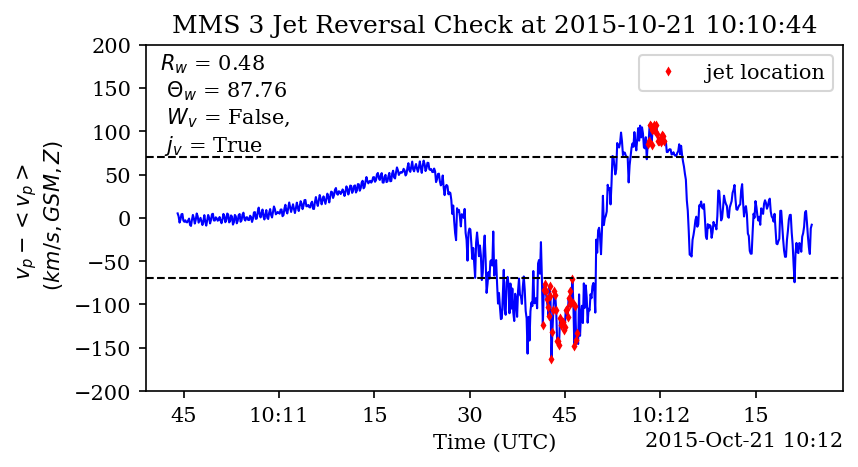 MMS 3 Jet Reversal Check at 2015-10-21 10:10:44
200
150
100
50
0
−50
−100
−150
−200
v_p − < v_p >
(km/s, GSM, Z)
R_w = 0.48
Θ_w = 87.76
W_v = False,
j_v = True
jet location
45
10:11
15
30
45
10:12
15
Time (UTC)
2015-Oct-21 10:12